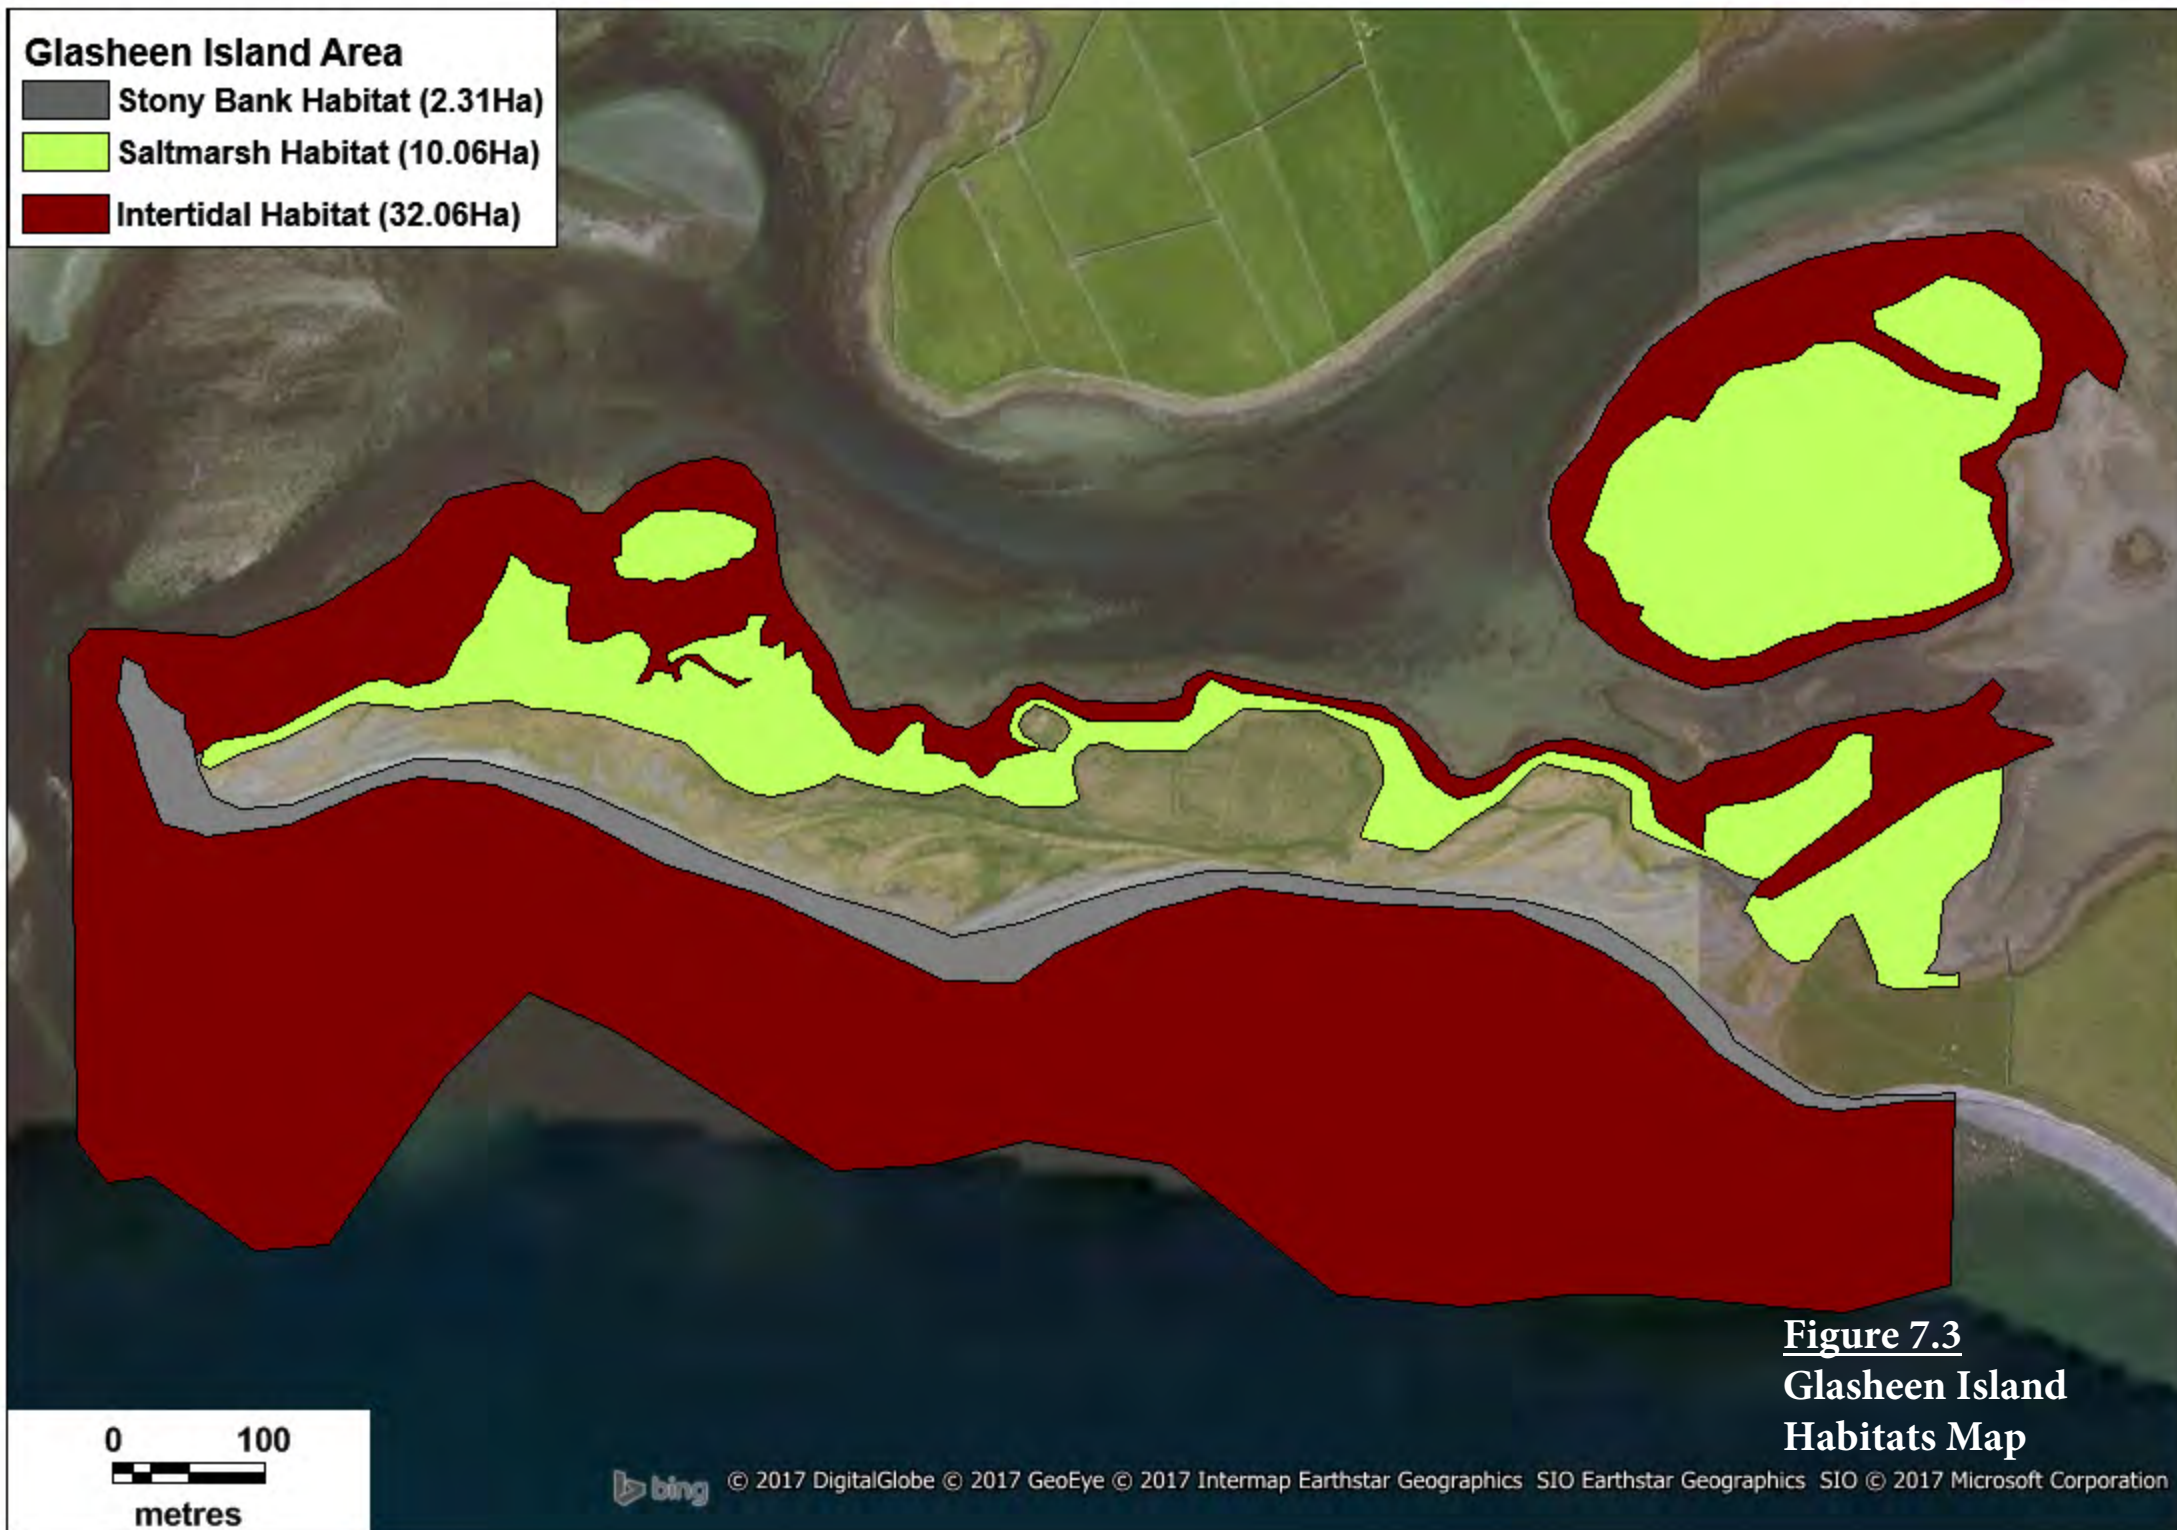 Glasheen Island Area
Stony Bank Habitat (2.31Ha)
Saltmarsh Habitat (10.06Ha)
Intertidal Habitat (32.06Ha)
Figure 7.3
Glasheen Island
Habitats Map
0 100
metres
bing © 2017 DigitalGlobe © 2017 GeoEye © 2017 Intermap Earthstar Geographics SIO Earthstar Geographics SIO © 2017 Microsoft Corporation